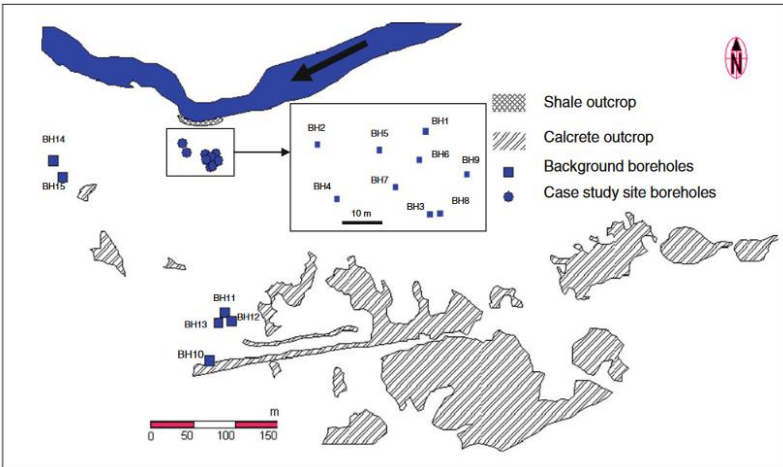 N
Shale outcrop
Calcrete outcrop
Background boreholes
Case study site boreholes
BH14
BH15
BH2
BH5
BH1
BH6
BH9
BH7
BH4
BH3
BH8
10 m
BH11
BH12
BH13
BH10
m
0 50 100 150